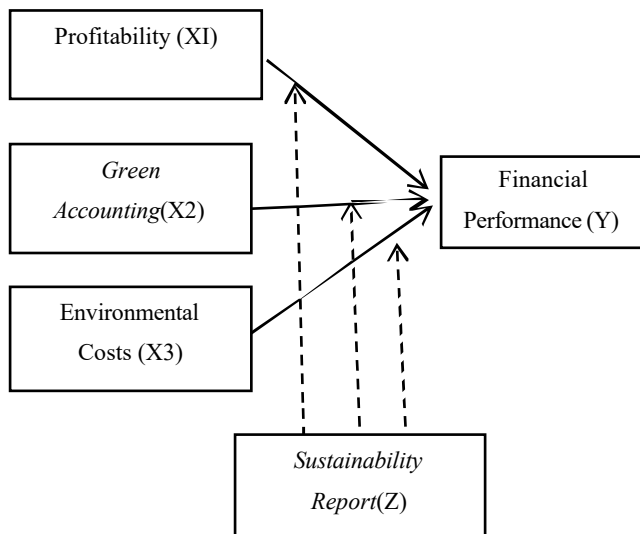 Profitability (XI)
Green
Accounting(X2)
Environmental
Costs (X3)
Financial
Performance (Y)
Sustainability
Report(Z)